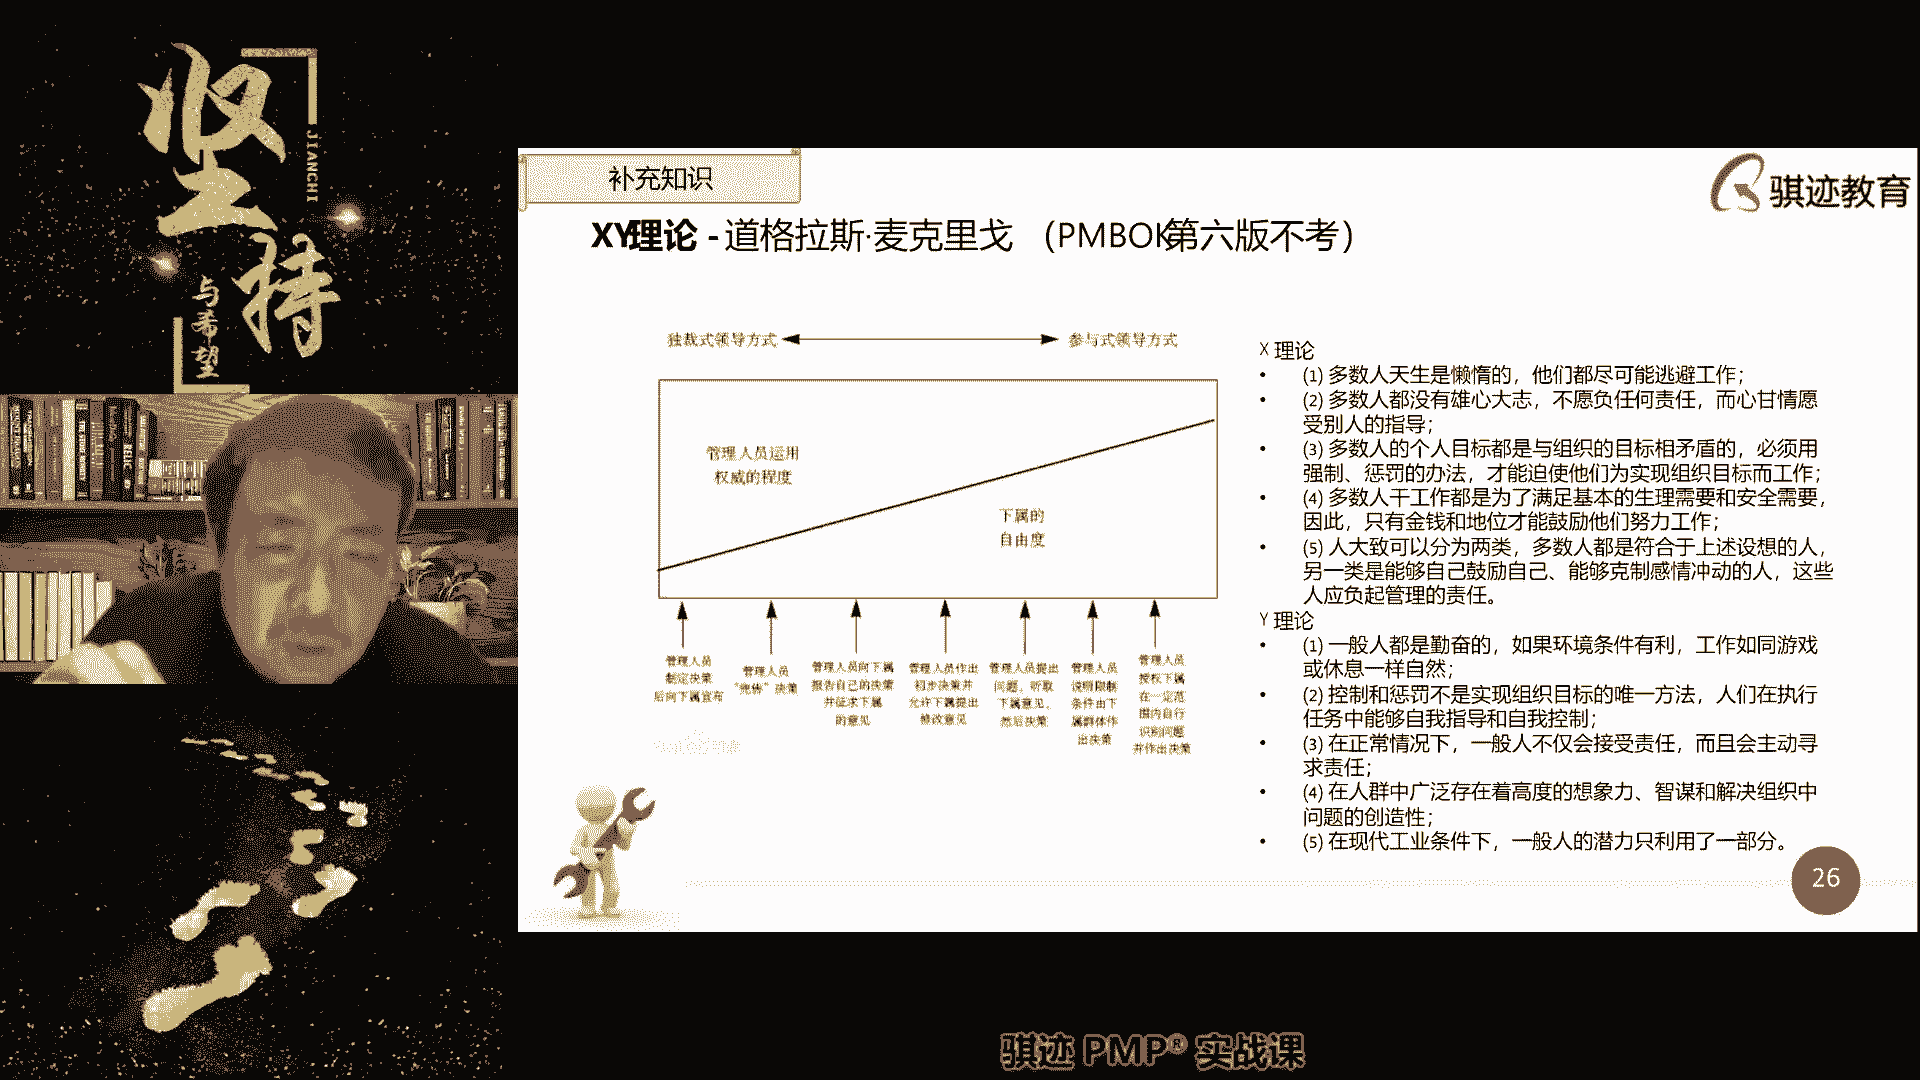 坚持
JIANCHI
与希望
补充知识
骐迹教育
XY理论 - 道格拉斯·麦克里戈 （PMBOK第六版不考）
独裁式领导方式
参与式领导方式
管理人员运用
权威的程度
下属的
自由度
管理人员
制定决策
后向下属宣布
管理人员
决策
管理人员向下属
报告自己的决策
并征求下属
的意见
管理人员作出
初步决策并
允许下属提出
修改意见
管理人员提出
问题，听取
下属意见，
然后决策
管理人员
说明限制
条件由下
属群体作
出决策
管理人员
授权下属
在一定范
围内自行
识别问题
并作出决策
X 理论
• (1) 多数人天生是懒惰的，他们都尽可能逃避工作；
• (2) 多数人都没有雄心大志，不愿负任何责任，而心甘情愿
受别人的指导；
• (3) 多数人的个人目标都是与组织的目标相矛盾的，必须用
强制、惩罚的办法，才能迫使他们为实现组织目标而工作；
• (4) 多数人干工作都是为了满足基本的生理需要和安全需要，
因此，只有金钱和地位才能鼓励他们努力工作；
• (5) 人大致可以分为两类，多数人都是符合于上述设想的人，
另一类是能够自己鼓励自己、能够克制感情冲动的人，这些
人应负起管理的责任。
Y 理论
• (1) 一般人都是勤奋的，如果环境条件有利，工作如同游戏
或休息一样自然；
• (2) 控制和惩罚不是实现组织目标的唯一方法，人们在执行
任务中能够自我指导和自我控制；
• (3) 在正常情况下，一般人不仅会接受责任，而且会主动寻
求责任；
• (4) 在人群中广泛存在着高度的想象力、智谋和解决组织中
问题的创造性；
• (5) 在现代工业条件下，一般人的潜力只利用了一部分。
26
骐迹 PMP® 实战课